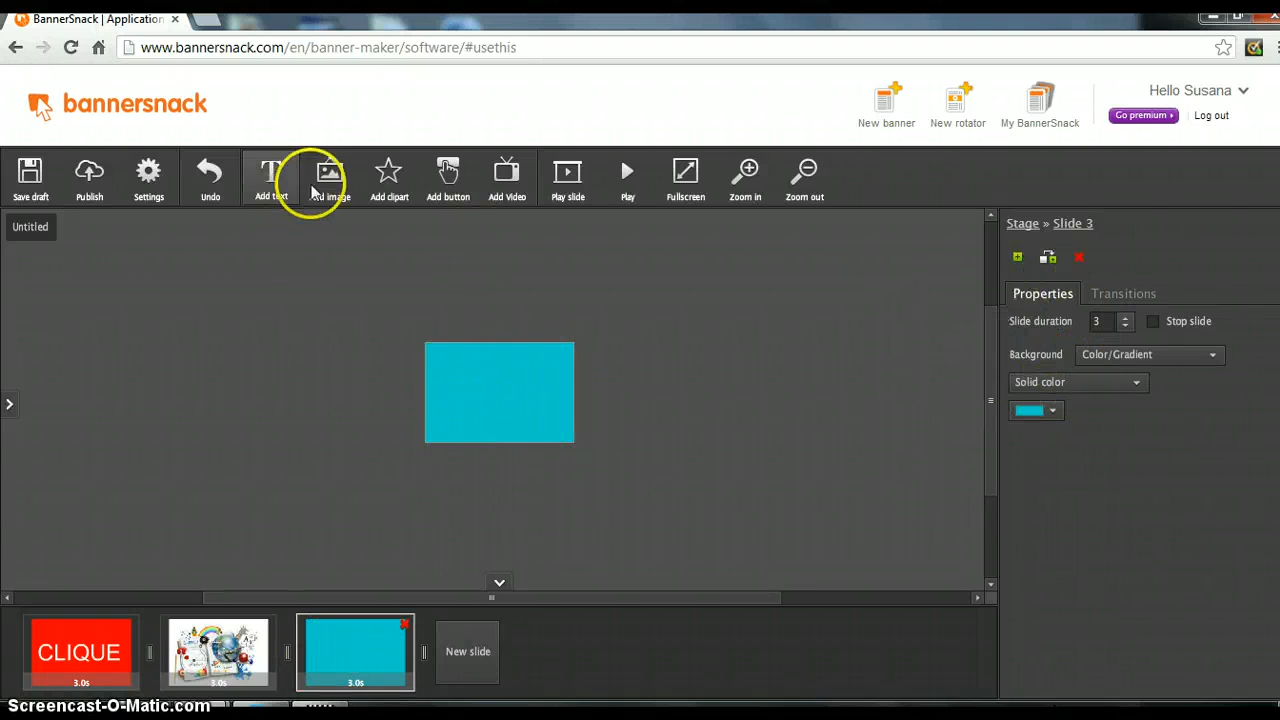 BannerSnack | Application
www.bannersnack.com/en/banner-maker/software/#usethis
bannersnack
New banner
New rotator
My BannerSnack
Hello Susana
Go premium
Log out
Save draft
Publish
Settings
Undo
Add text
Add image
Add clipart
Add button
Add Video
Play slide
Play
Fullscreen
Zoom in
Zoom out
Untitled
Stage » Slide 3
Properties
Transitions
Slide duration 3 Stop slide
Background Color/Gradient
Solid color
CLIQUE
3.0s
3.0s
3.0s
New slide
Screencast-O-Matic.com